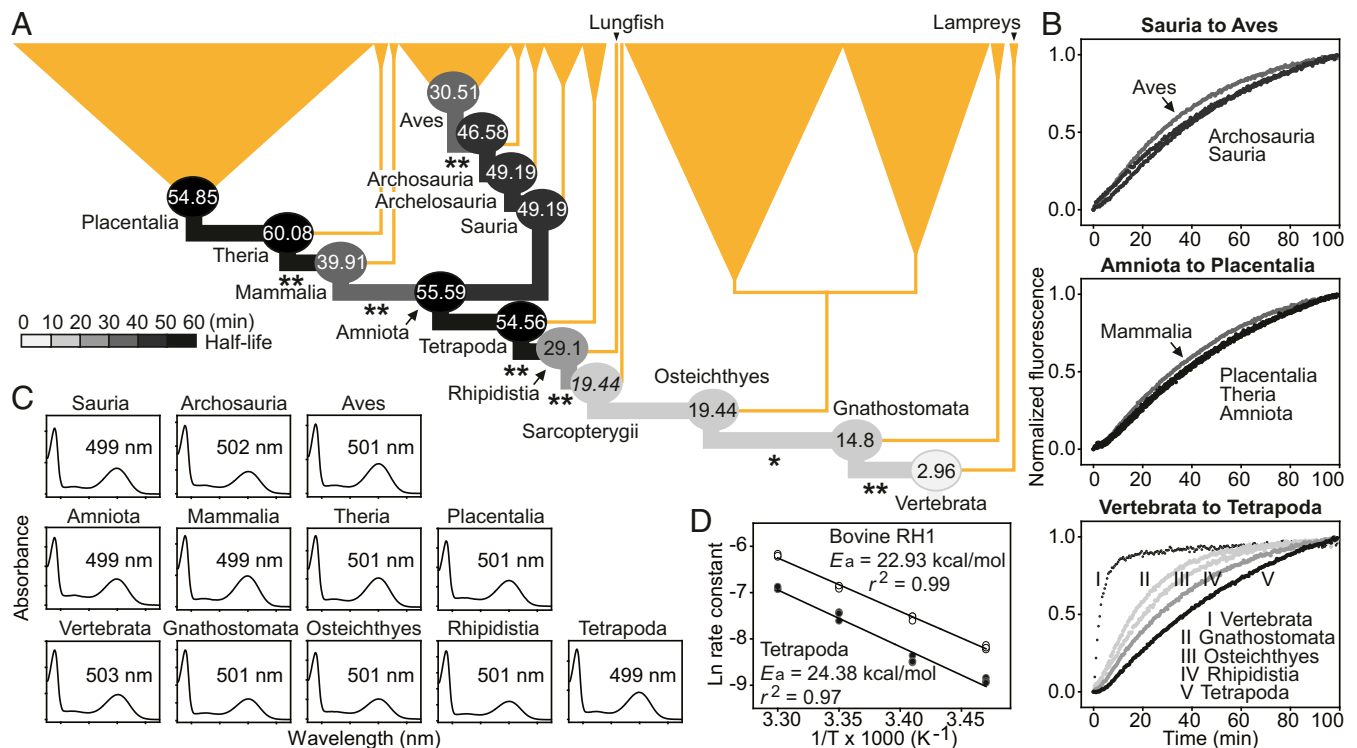 A
Lungfish
Lampreys
30.51
Aves
46.58
**
Archosauria
49.19
Archelosauria
54.85
Placentalia
Sauria
49.19
60.08
Theria
39.91
**
Mammalia
**
55.59
Amniota
0 10 20 30 40 50 60 (min)
Half-life
54.56
Tetrapoda
**
29.1
Rhipidistia
19.44
**
Sarcopterygii
Osteichthyes
19.44
Gnathostomata
14.8
*
**
2.96
Vertebrata
B
Sauria to Aves
1.0
0.5
0.0
Aves
Archosauria
Sauria
0 20 40 60 80 100
Amniota to Placentalia
1.0
0.5
0.0
Mammalia
Placentalia
Theria
Amniota
0 20 40 60 80 100
Normalized fluorescence
Vertebrata to Tetrapoda
1.0
0.5
0.0
I II III IV V
I Vertebrata
II Gnathostomata
III Osteichthyes
IV Rhipidistia
V Tetrapoda
0 20 40 60 80 100
Time (min)
C
Sauria Archosauria Aves
499 nm 502 nm 501 nm
Amniota Mammalia Theria Placentalia
499 nm 499 nm 501 nm 501 nm
Vertebrata Gnathostomata Osteichthyes Rhipidistia Tetrapoda
503 nm 501 nm 501 nm 501 nm 499 nm
Absorbance
Wavelength (nm)
D
Ln rate constant
-6
-7
-8
-9
Bovine RH1
Ea = 22.93 kcal/mol
r² = 0.99
Tetrapoda
Ea = 24.38 kcal/mol
r² = 0.97
3.30 3.35 3.40 3.45
1/T x 1000 (K⁻¹)